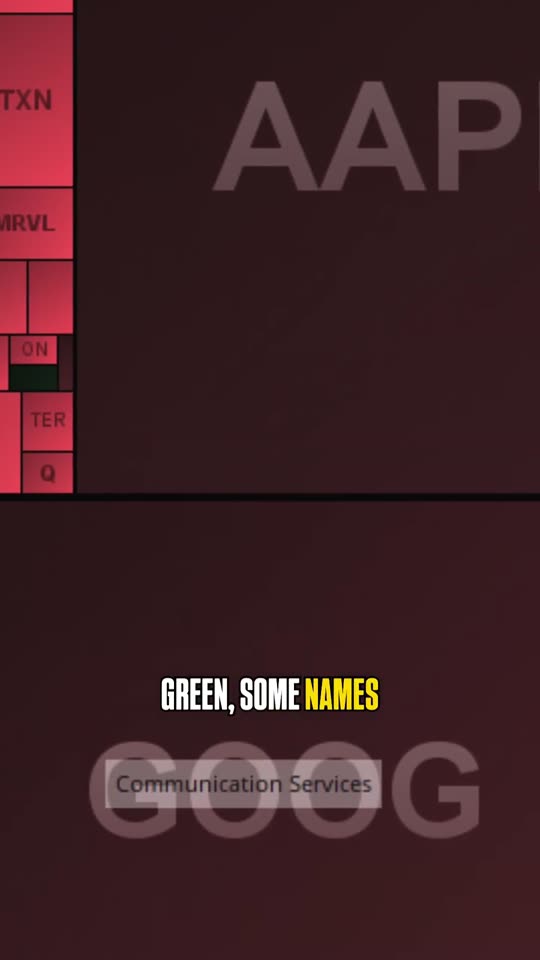 TXN
AAP
MRVL
ON
TER
Q
GREEN, SOME NAMES
Communication Services
GOOG